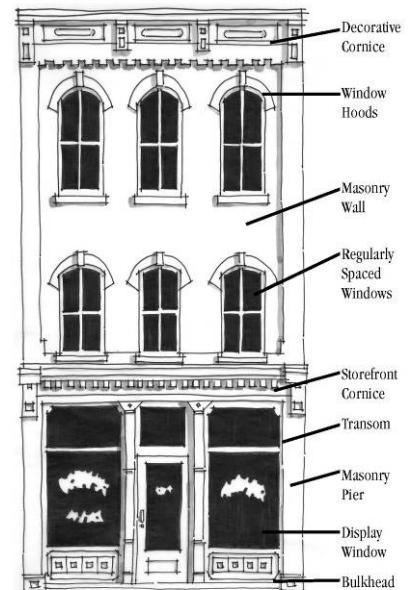 Decorative
Cornice
Window
Hoods
Masonry
Wall
Regularly
Spaced
Windows
Storefront
Cornice
Transom
Masonry
Pier
Display
Window
Bulkhead